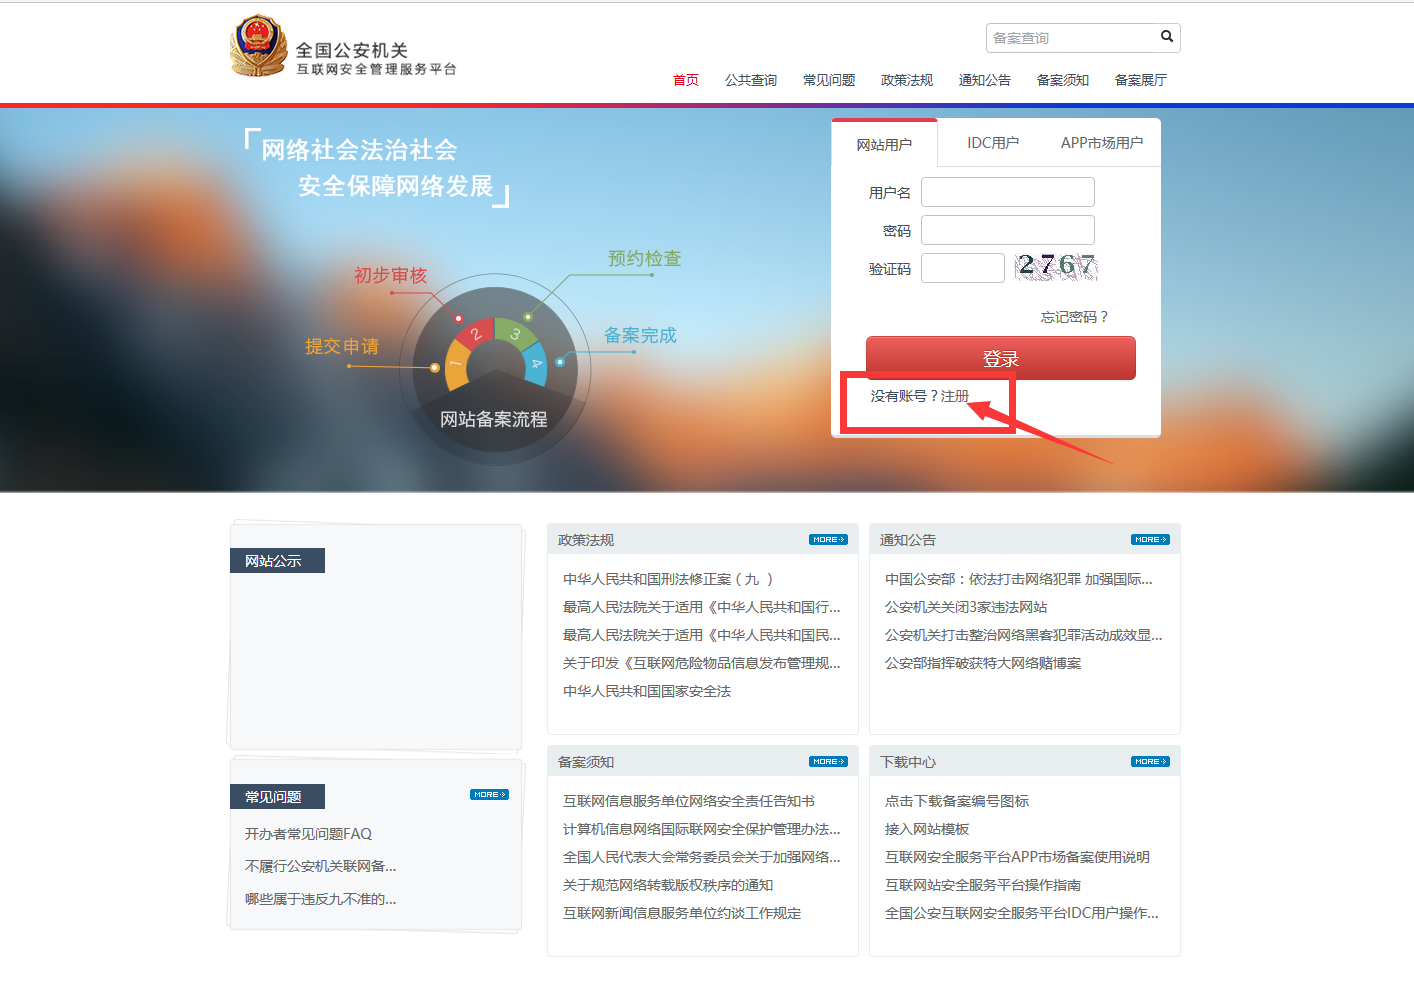 全国公安机关
互联网安全管理服务平台
备案查询
首页 公共查询 常见问题 政策法规 通知公告 备案须知 备案展厅
网络社会法治社会
安全保障网络发展
初步审核
预约检查
提交申请
备案完成
1 2 3 4
网站备案流程
网站用户 IDC用户 APP市场用户
用户名
密码
验证码 2767
忘记密码？
登录
没有账号？注册
网站公示
政策法规 MORE
中华人民共和国刑法修正案（九 ）
最高人民法院关于适用《中华人民共和国行...
最高人民法院关于适用《中华人民共和国民...
关于印发《互联网危险物品信息发布管理规...
中华人民共和国国家安全法
通知公告 MORE
中国公安部：依法打击网络犯罪 加强国际...
公安机关关闭3家违法网站
公安机关打击整治网络黑客犯罪活动成效显...
公安部指挥破获特大网络赌博案
常见问题 MORE
开办者常见问题FAQ
不履行公安机关联网备...
哪些属于违反九不准的...
备案须知 MORE
互联网信息服务单位网络安全责任告知书
计算机信息网络国际联网安全保护管理办法...
全国人民代表大会常务委员会关于加强网络...
关于规范网络转载版权秩序的通知
互联网新闻信息服务单位约谈工作规定
下载中心 MORE
点击下载备案编号图标
接入网站模板
互联网安全服务平台APP市场备案使用说明
互联网站安全服务平台操作指南
全国公安互联网安全服务平台IDC用户操作...